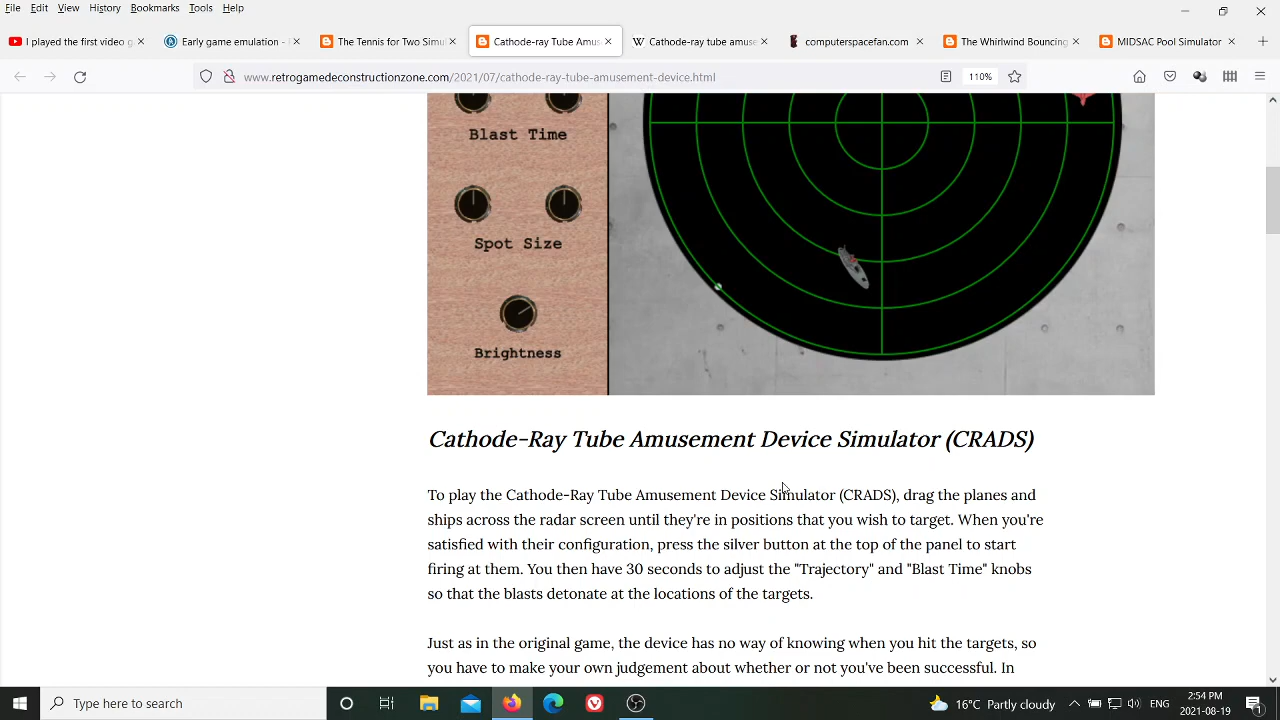 File Edit View History Bookmarks Tools Help
I played the first video g
Early game emulation - I
The Tennis for Two Simul
Cathode-ray Tube Amus
Cathode-ray tube amuse
computerspacefan.com
The Whirlwind Bouncing
MIDSAC Pool Simulator
www.retrogamedeconstructionzone.com/2021/07/cathode-ray-tube-amusement-device.html
110%
Blast Time
Spot Size
Brightness
Cathode-Ray Tube Amusement Device Simulator (CRADS)
To play the Cathode-Ray Tube Amusement Device Simulator (CRADS), drag the planes and
ships across the radar screen until they're in positions that you wish to target. When you're
satisfied with their configuration, press the silver button at the top of the panel to start
firing at them. You then have 30 seconds to adjust the "Trajectory" and "Blast Time" knobs
so that the blasts detonate at the locations of the targets.
Just as in the original game, the device has no way of knowing when you hit the targets, so
you have to make your own judgement about whether or not you've been successful. In
Type here to search
16°C Partly cloudy
ENG
2:54 PM
2021-08-19
1